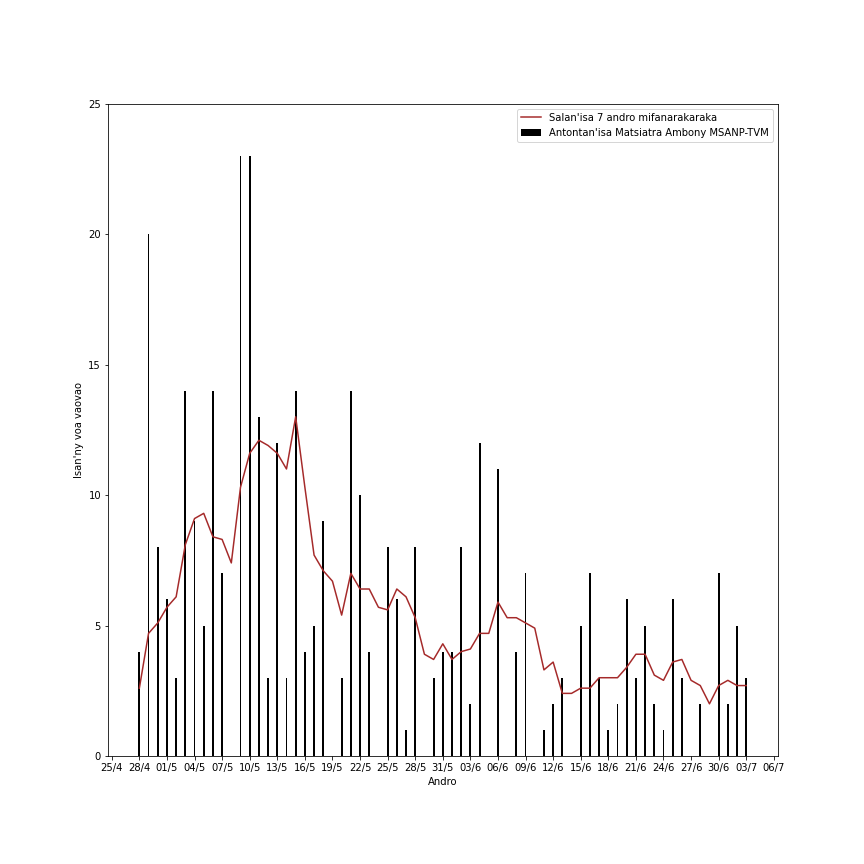 Salan'isa 7 andro mifanarakaraka
Antontan'isa Matsiatra Ambony MSANP-TVM
25
20
15
10
5
0
Isan'ny voa vaovao
25/4 28/4 01/5 04/5 07/5 10/5 13/5 16/5 19/5 22/5 25/5 28/5 31/5 03/6 06/6 09/6 12/6 15/6 18/6 21/6 24/6 27/6 30/6 03/7 06/7
Andro